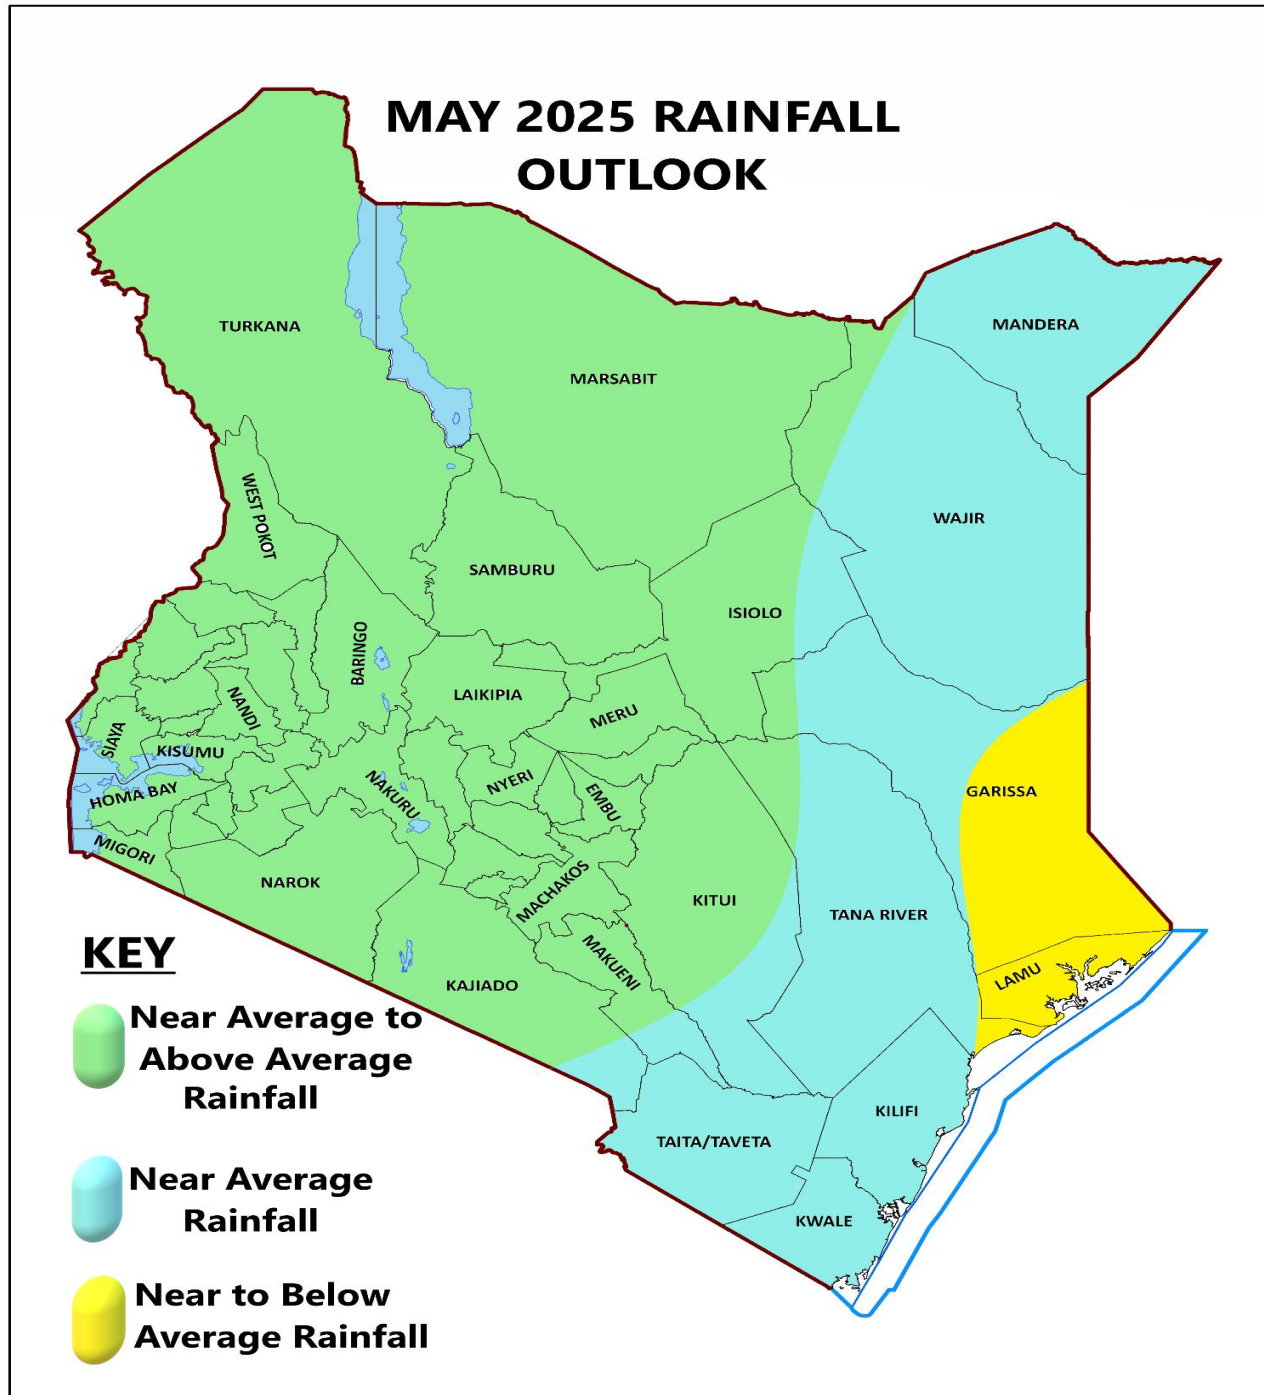 MAY 2025 RAINFALL
OUTLOOK
TURKANA
MANDERA
MARSABIT
WEST POKOT
WAJIR
SAMBURU
ISIOLO
BARINGO
LAIKIPIA
MERU
NANDI
SIAYA
KISUMU
NYERI
HOMA BAY
NAKURU
EMBU
GARISSA
MIGORI
NAROK
MACHAKOS
KITUI
TANA RIVER
MAKUENI
LAMU
KAJIADO
KILIFI
TAITA/TAVETA
KWALE
KEY
Near Average to
Above Average
Rainfall
Near Average
Rainfall
Near to Below
Average Rainfall